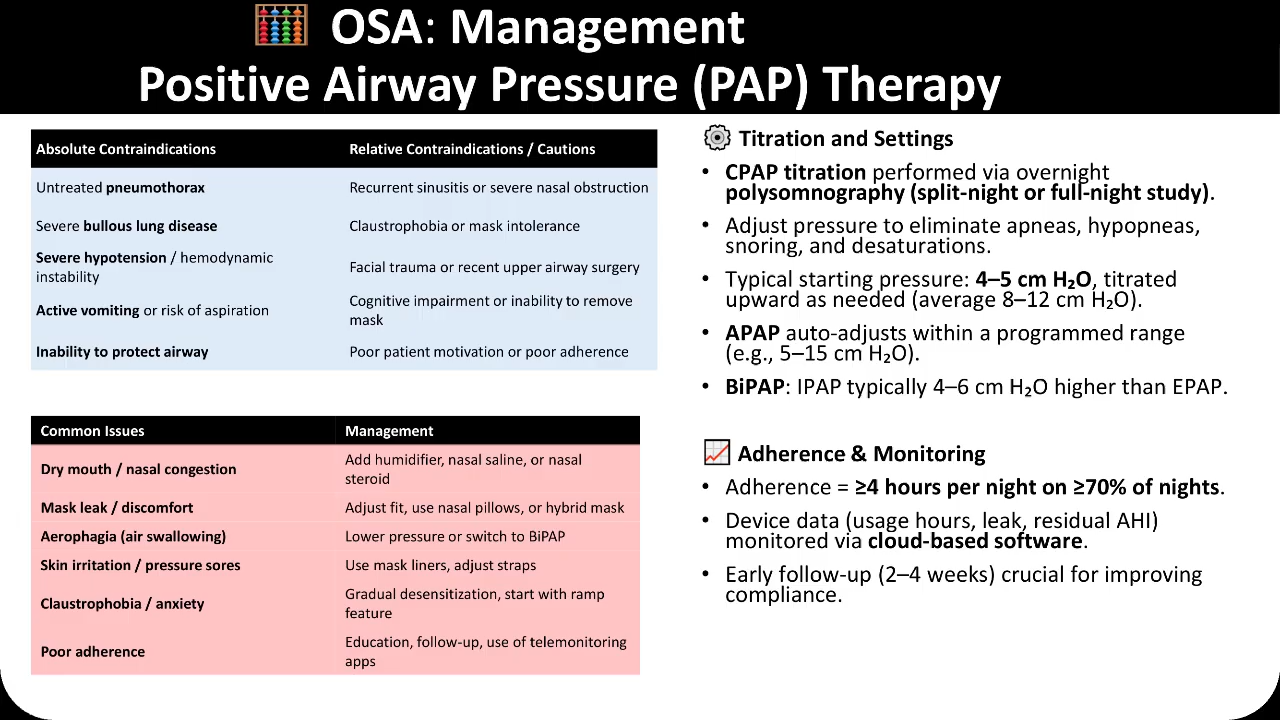 OSA: Management
Positive Airway Pressure (PAP) Therapy
Absolute Contraindications Relative Contraindications / Cautions
Untreated pneumothorax Recurrent sinusitis or severe nasal obstruction
Severe bullous lung disease Claustrophobia or mask intolerance
Severe hypotension / hemodynamic
instability
Facial trauma or recent upper airway surgery
Active vomiting or risk of aspiration
Cognitive impairment or inability to remove
mask
Inability to protect airway Poor patient motivation or poor adherence
Common Issues Management
Dry mouth / nasal congestion
Add humidifier, nasal saline, or nasal
steroid
Mask leak / discomfort Adjust fit, use nasal pillows, or hybrid mask
Aerophagia (air swallowing) Lower pressure or switch to BiPAP
Skin irritation / pressure sores Use mask liners, adjust straps
Claustrophobia / anxiety
Gradual desensitization, start with ramp
feature
Poor adherence
Education, follow-up, use of telemonitoring
apps
Titration and Settings
• CPAP titration performed via overnight
polysomnography (split-night or full-night study).
• Adjust pressure to eliminate apneas, hypopneas,
snoring, and desaturations.
• Typical starting pressure: 4–5 cm H₂O, titrated
upward as needed (average 8–12 cm H₂O).
• APAP auto-adjusts within a programmed range
(e.g., 5–15 cm H₂O).
• BiPAP: IPAP typically 4–6 cm H₂O higher than EPAP.
Adherence & Monitoring
• Adherence = ≥4 hours per night on ≥70% of nights.
• Device data (usage hours, leak, residual AHI)
monitored via cloud-based software.
• Early follow-up (2–4 weeks) crucial for improving
compliance.